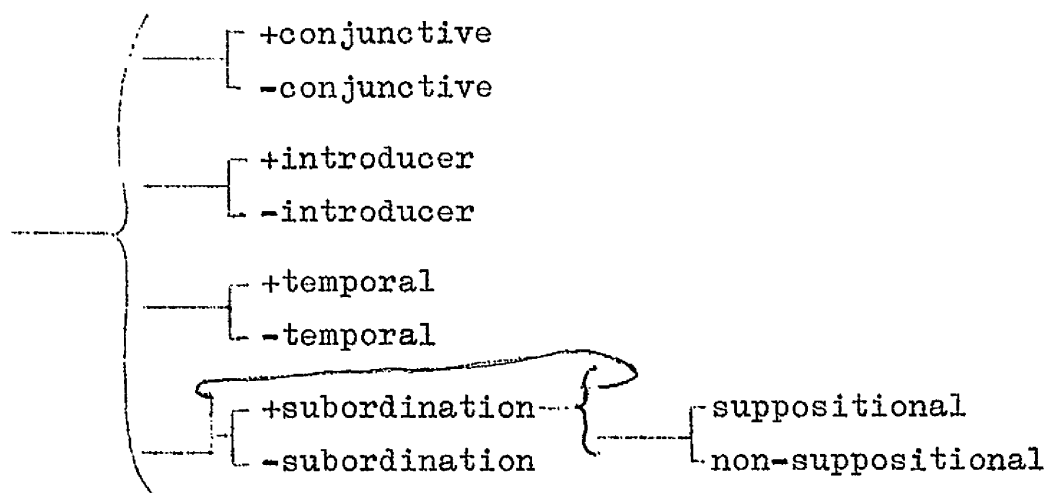 +conjunctive
-conjunctive
+introducer
-introducer
+temporal
-temporal
+subordination
suppositional
-subordination
non-suppositional